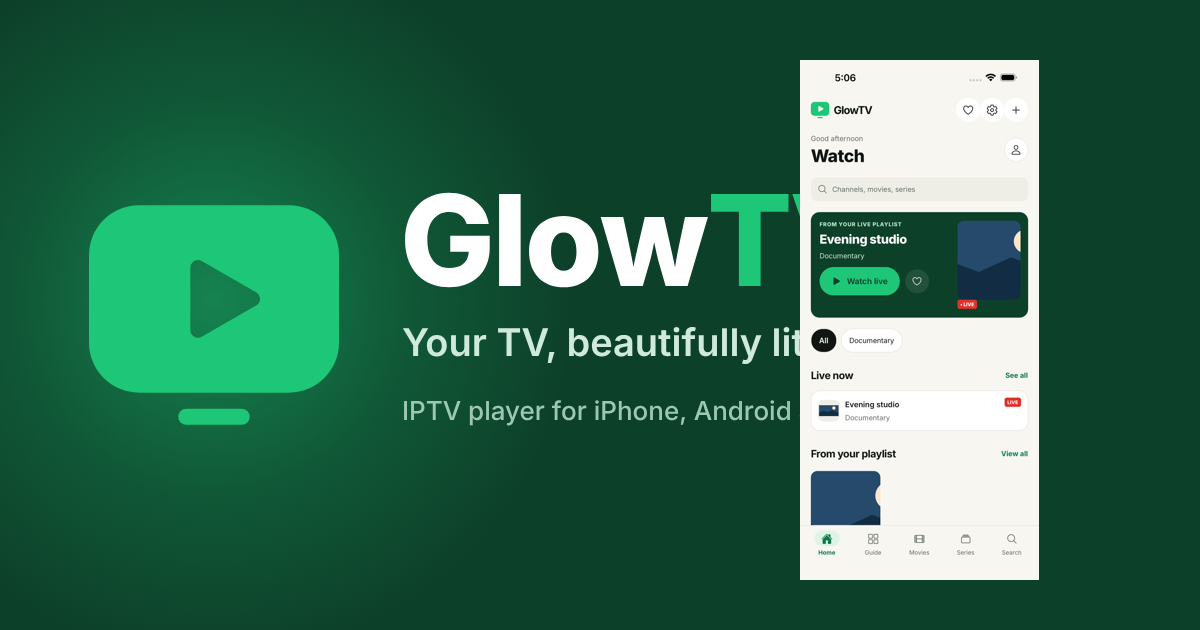 GlowT
Your TV, beautifully lit
IPTV player for iPhone, Android
5:06
GlowTV
Good afternoon
Watch
Channels, movies, series
FROM YOUR LIVE PLAYLIST
Evening studio
Documentary
Watch live
LIVE
All
Documentary
Live now
See all
Evening studio
LIVE
Documentary
From your playlist
View all
Home
Guide
Movies
Series
Search